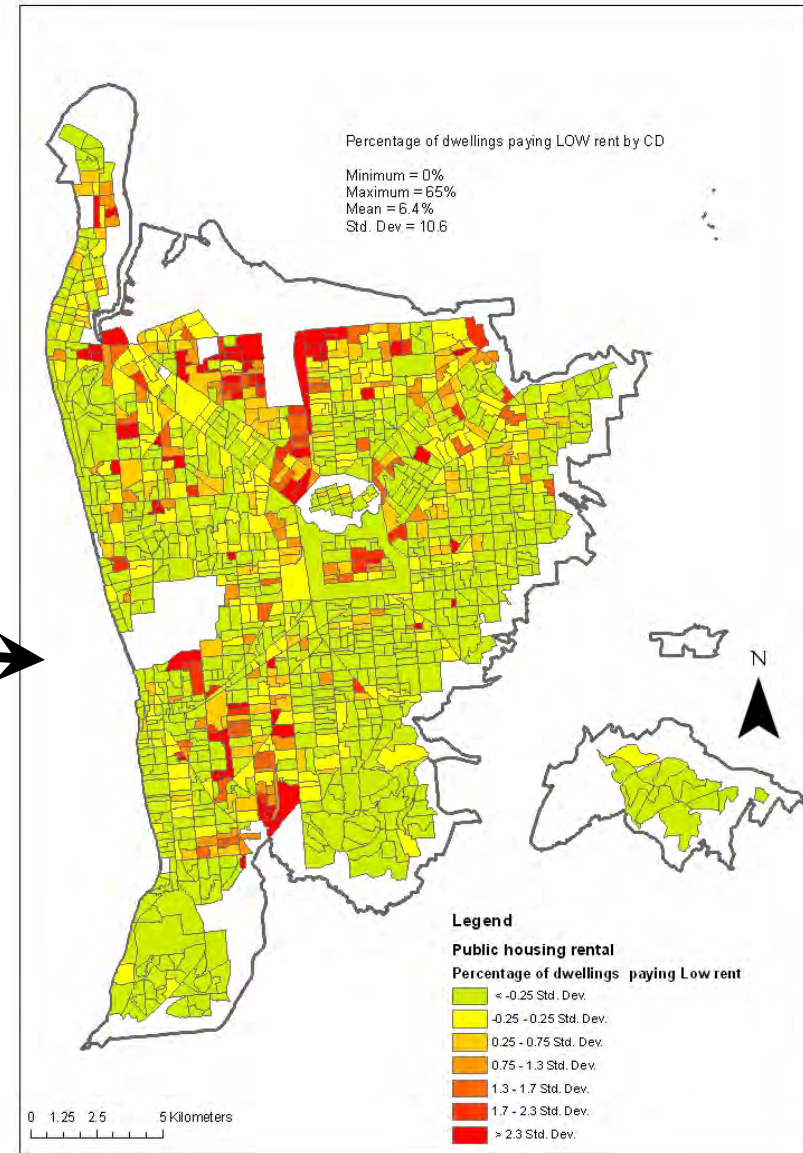 Percentage of dwellings paying LOW rent by CD
Minimum = 0%
Maximum = 65%
Mean = 6.4%
Std. Dev = 10.6
N
Legend
Public housing rental
Percentage of dwellings paying Low rent
< -0.25 Std. Dev.
-0.25 - 0.25 Std. Dev.
0.25 - 0.75 Std. Dev.
0.75 - 1.3 Std. Dev.
1.3 - 1.7 Std. Dev.
1.7 - 2.3 Std. Dev.
> 2.3 Std. Dev.
0 1.25 2.5 5 Kilometers